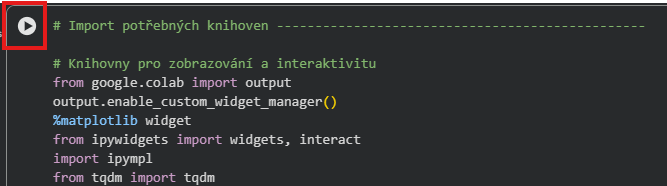 # Import potřebných knihoven ----------------------------------------------
# Knihovny pro zobrazování a interaktivitu
from google.colab import output
output.enable_custom_widget_manager()
%matplotlib widget
from ipywidgets import widgets, interact
import ipympl
from tqdm import tqdm